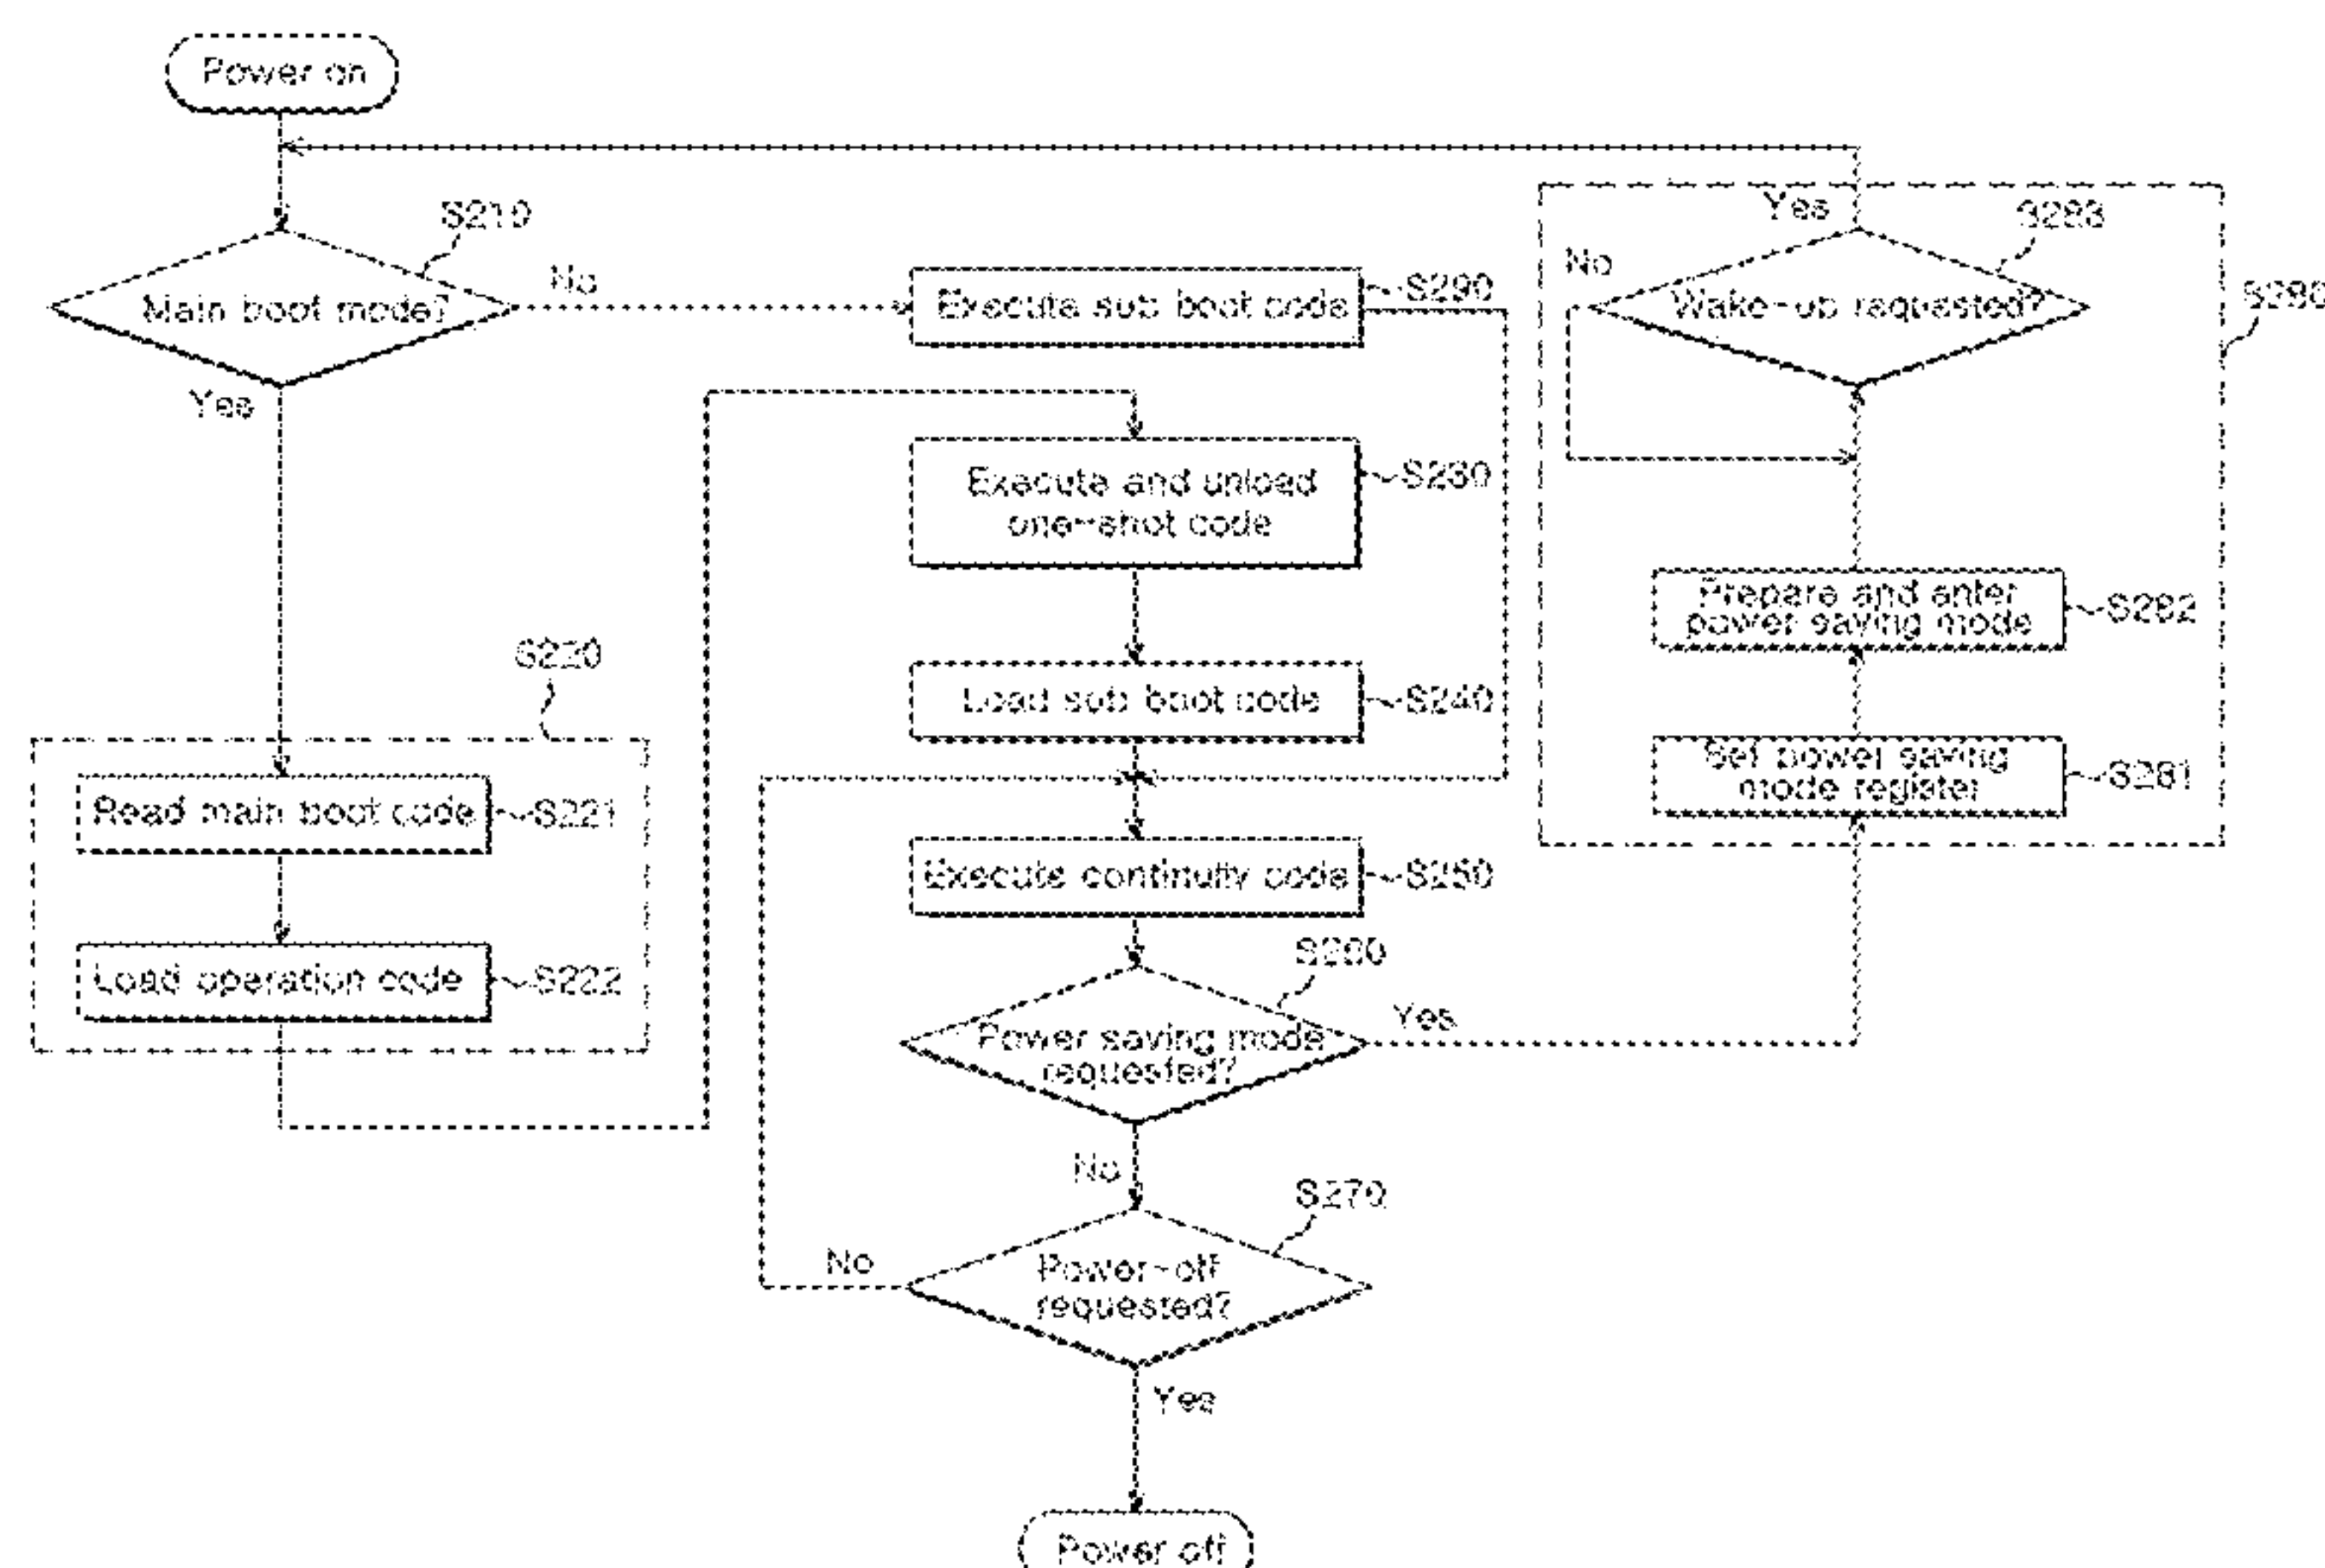 Power on
S210
Main boot mode?
No
Yes
Execute sub boot code
S290
Yes
S283
No
Wake-up requested?
S280
Execute and unload
one-shot code
S230
Prepare and enter
power saving mode
S282
S220
Load sub boot code
S240
Set power saving
mode register
S281
Read main boot code
S221
Execute continuity code
S250
Load operation code
S222
S260
Power saving mode
requested?
Yes
No
S270
Power-off
requested?
No
Yes
Power off